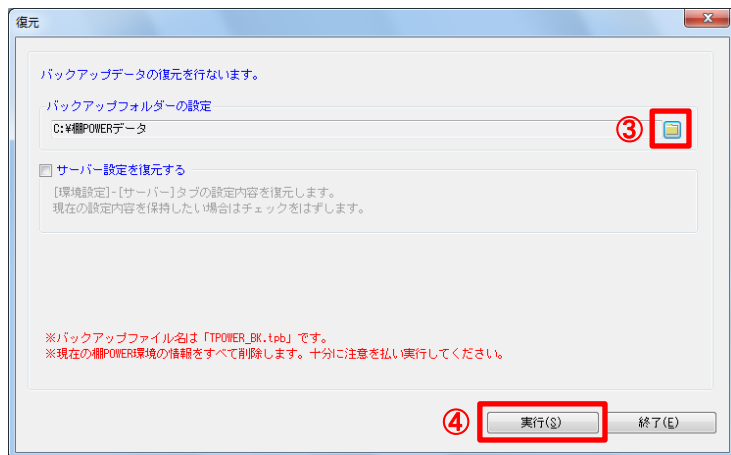 復元
バックアップデータの復元を行ないます。
バックアップフォルダーの設定
C:¥棚POWERデータ
③
サーバー設定を復元する
[環境設定]-[サーバー]タブの設定内容を復元します。
現在の設定内容を保持したい場合はチェックをはずします。
※バックアップファイル名は「TPOWER_BK.tpb」です。
※現在の棚POWER環境の情報をすべて削除します。十分に注意を払い実行してください。
④
実行(S)
終了(E)